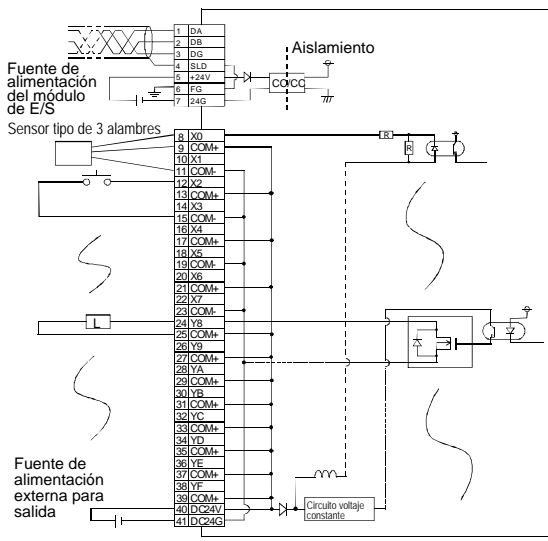 1 DA
2 DB
3 DG
4 SLD
5 +24V
6 FG
7 24G
Fuente de
alimentación
del módulo
de E/S
Aislamiento
CC/CC
Sensor tipo de 3 alambres
8 X0
9 COM+
10 X1
11 COM-
12 X2
13 COM+
14 X3
15 COM-
16 X4
17 COM+
18 X5
19 COM-
20 X6
21 COM+
22 X7
23 COM-
24 Y8
25 COM+
26 Y9
27 COM+
28 YA
29 COM+
30 YB
31 COM+
32 YC
33 COM+
34 YD
35 COM+
36 YE
37 COM+
38 YF
39 COM+
40 DC24V
41 DC24G
R
R
L
Fuente de
alimentación
externa para
salida
Circuito voltaje
constante